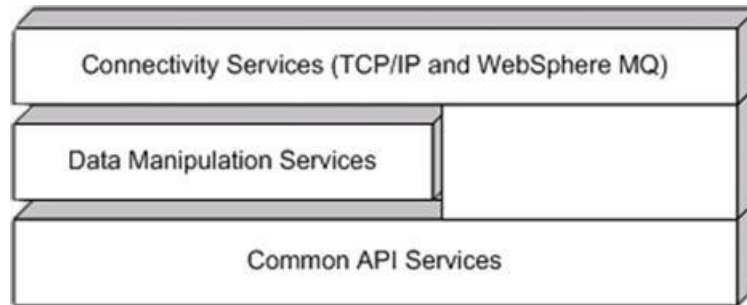 Connectivity Services (TCP/IP and WebSphere MQ)
Data Manipulation Services
Common API Services